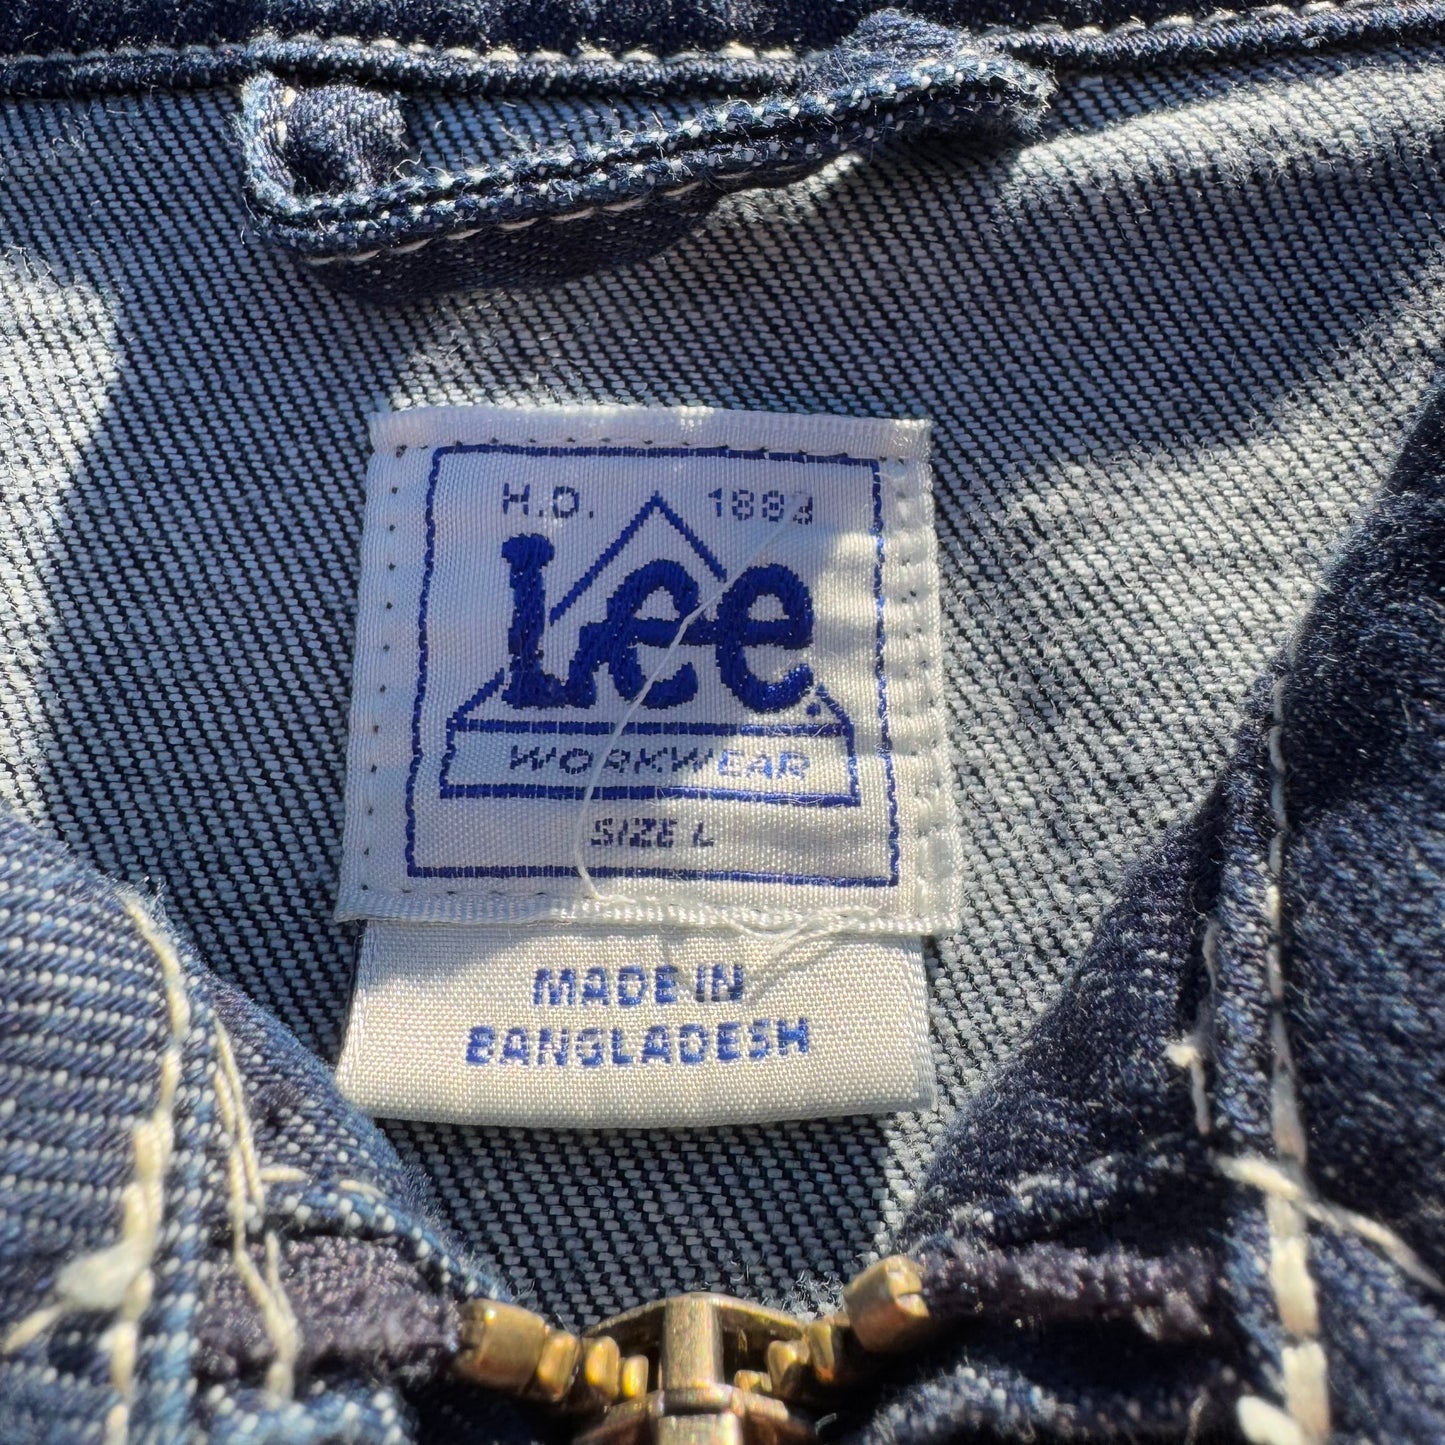 H.D. 1889
Lee.
WORKWEAR
SIZE L
MADE IN
BANGLADESH